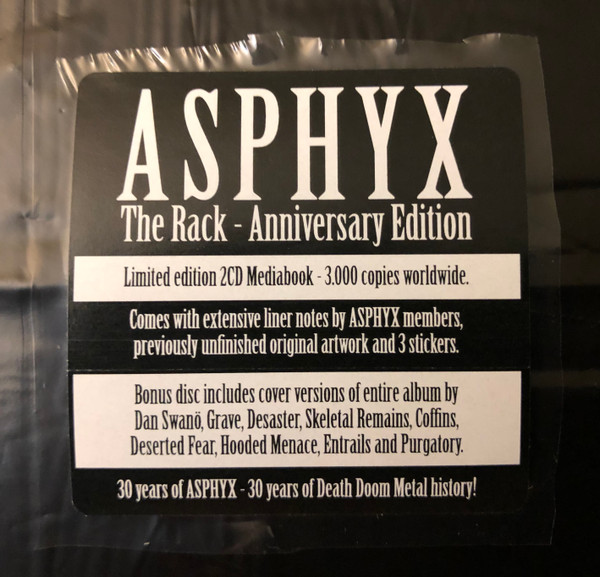 ASPHYX
The Rack - Anniversary Edition
Limited edition 2CD Mediabook - 3.000 copies worldwide.
Comes with extensive liner notes by ASPHYX members,
previously unfinished original artwork and 3 stickers.
Bonus disc includes cover versions of entire album by
Dan Swanö, Grave, Desaster, Skeletal Remains, Coffins,
Deserted Fear, Hooded Menace, Entrails and Purgatory.
30 years of ASPHYX - 30 years of Death Doom Metal history!